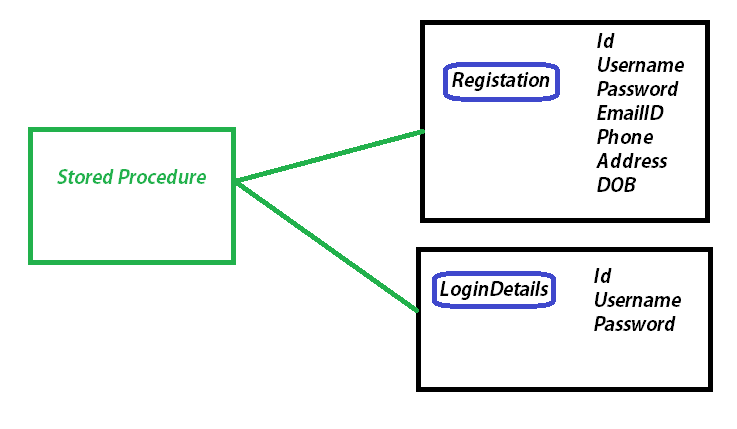 Stored Procedure
Registation
Id
Username
Password
EmailID
Phone
Address
DOB
LoginDetails
Id
Username
Password